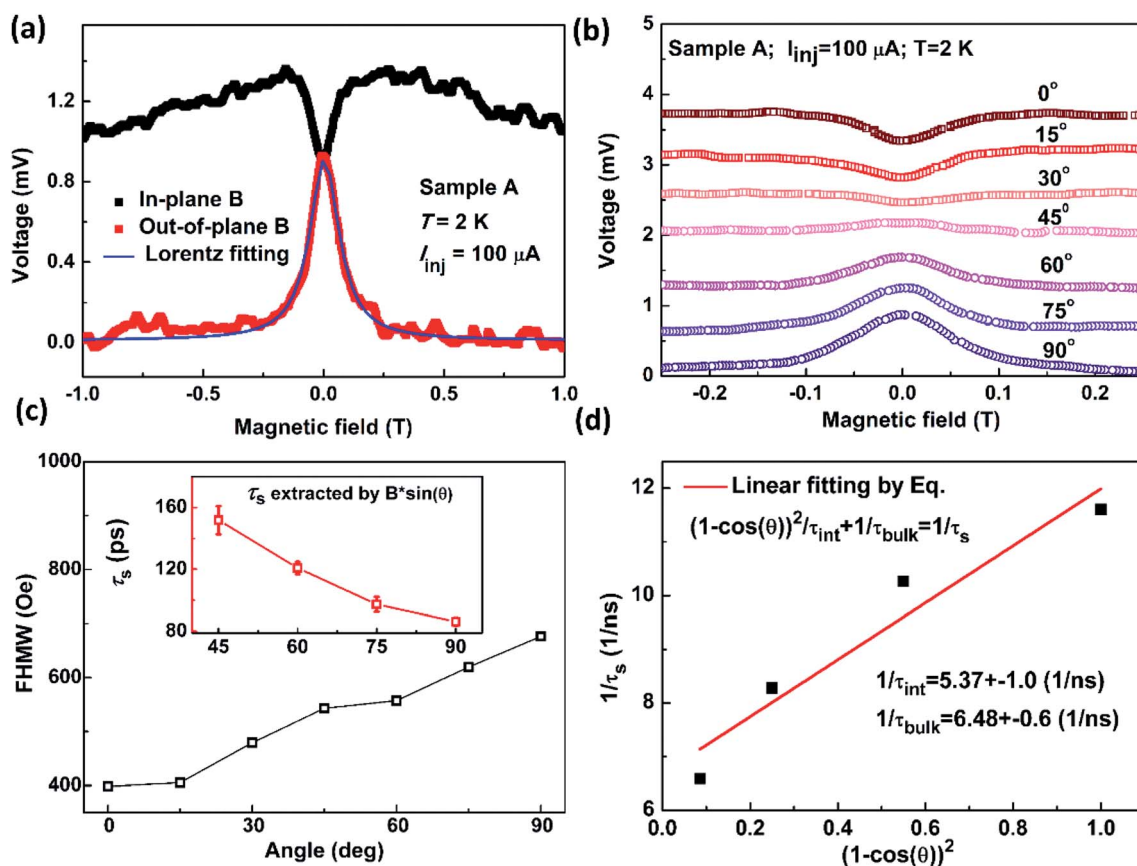 (a)
Voltage (mV)
1.2
0.8
0.4
0.0
In-plane B
Out-of-plane B
Lorentz fitting
Sample A
T = 2 K
I_inj = 100 μA
-1.0 -0.5 0.0 0.5 1.0
Magnetic field (T)
(b)
Voltage (mV)
5
4
3
2
1
0
Sample A; I_inj=100 μA; T=2 K
0°
15°
30°
45°
60°
75°
90°
-0.2 -0.1 0.0 0.1 0.2
Magnetic field (T)
(c)
FHMW (Oe)
1000
800
600
400
τ_s extracted by B*sin(θ)
τ_s (ps)
160
120
80
45 60 75 90
0 30 60 90
Angle (deg)
(d)
1/τ_s (1/ns)
12
10
8
6
Linear fitting by Eq.
(1-cos(θ))²/τ_int+1/τ_bulk=1/τ_s
1/τ_int=5.37+-1.0 (1/ns)
1/τ_bulk=6.48+-0.6 (1/ns)
0.0 0.2 0.4 0.6 0.8 1.0
(1-cos(θ))²